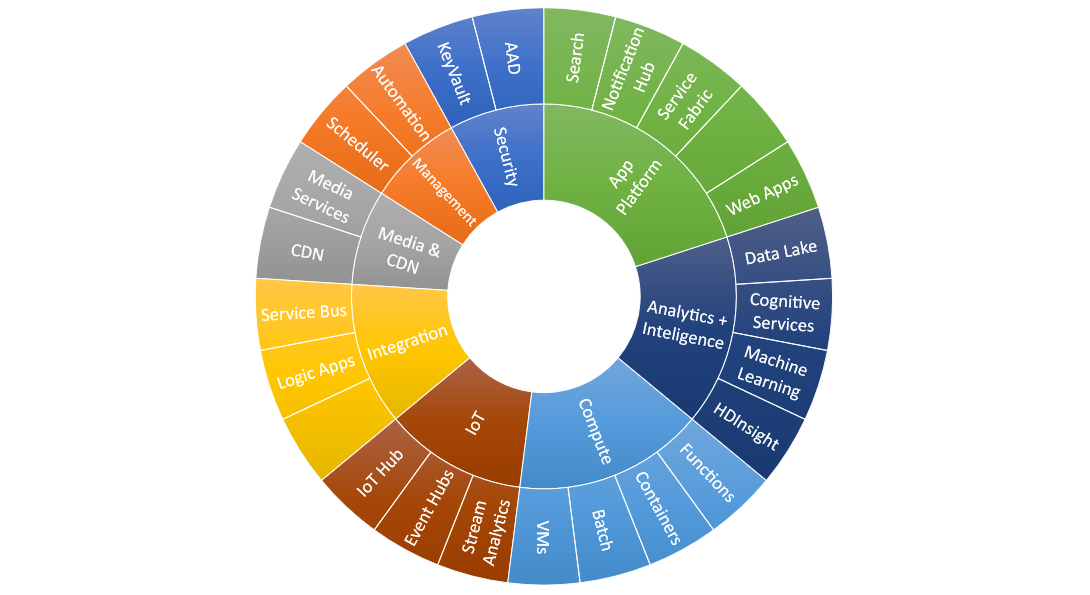 Search
Notification
Hub
Service
Fabric
Web Apps
App
Platform
Data Lake
Cognitive
Services
Machine
Learning
HDInsight
Analytics +
Inteligence
Functions
Containers
Batch
VMs
Compute
Stream
Analytics
Event Hubs
IoT Hub
IoT
Logic Apps
Service Bus
Integration
CDN
Media
Services
Media &
CDN
Scheduler
Automation
Management
KeyVault
AAD
Security